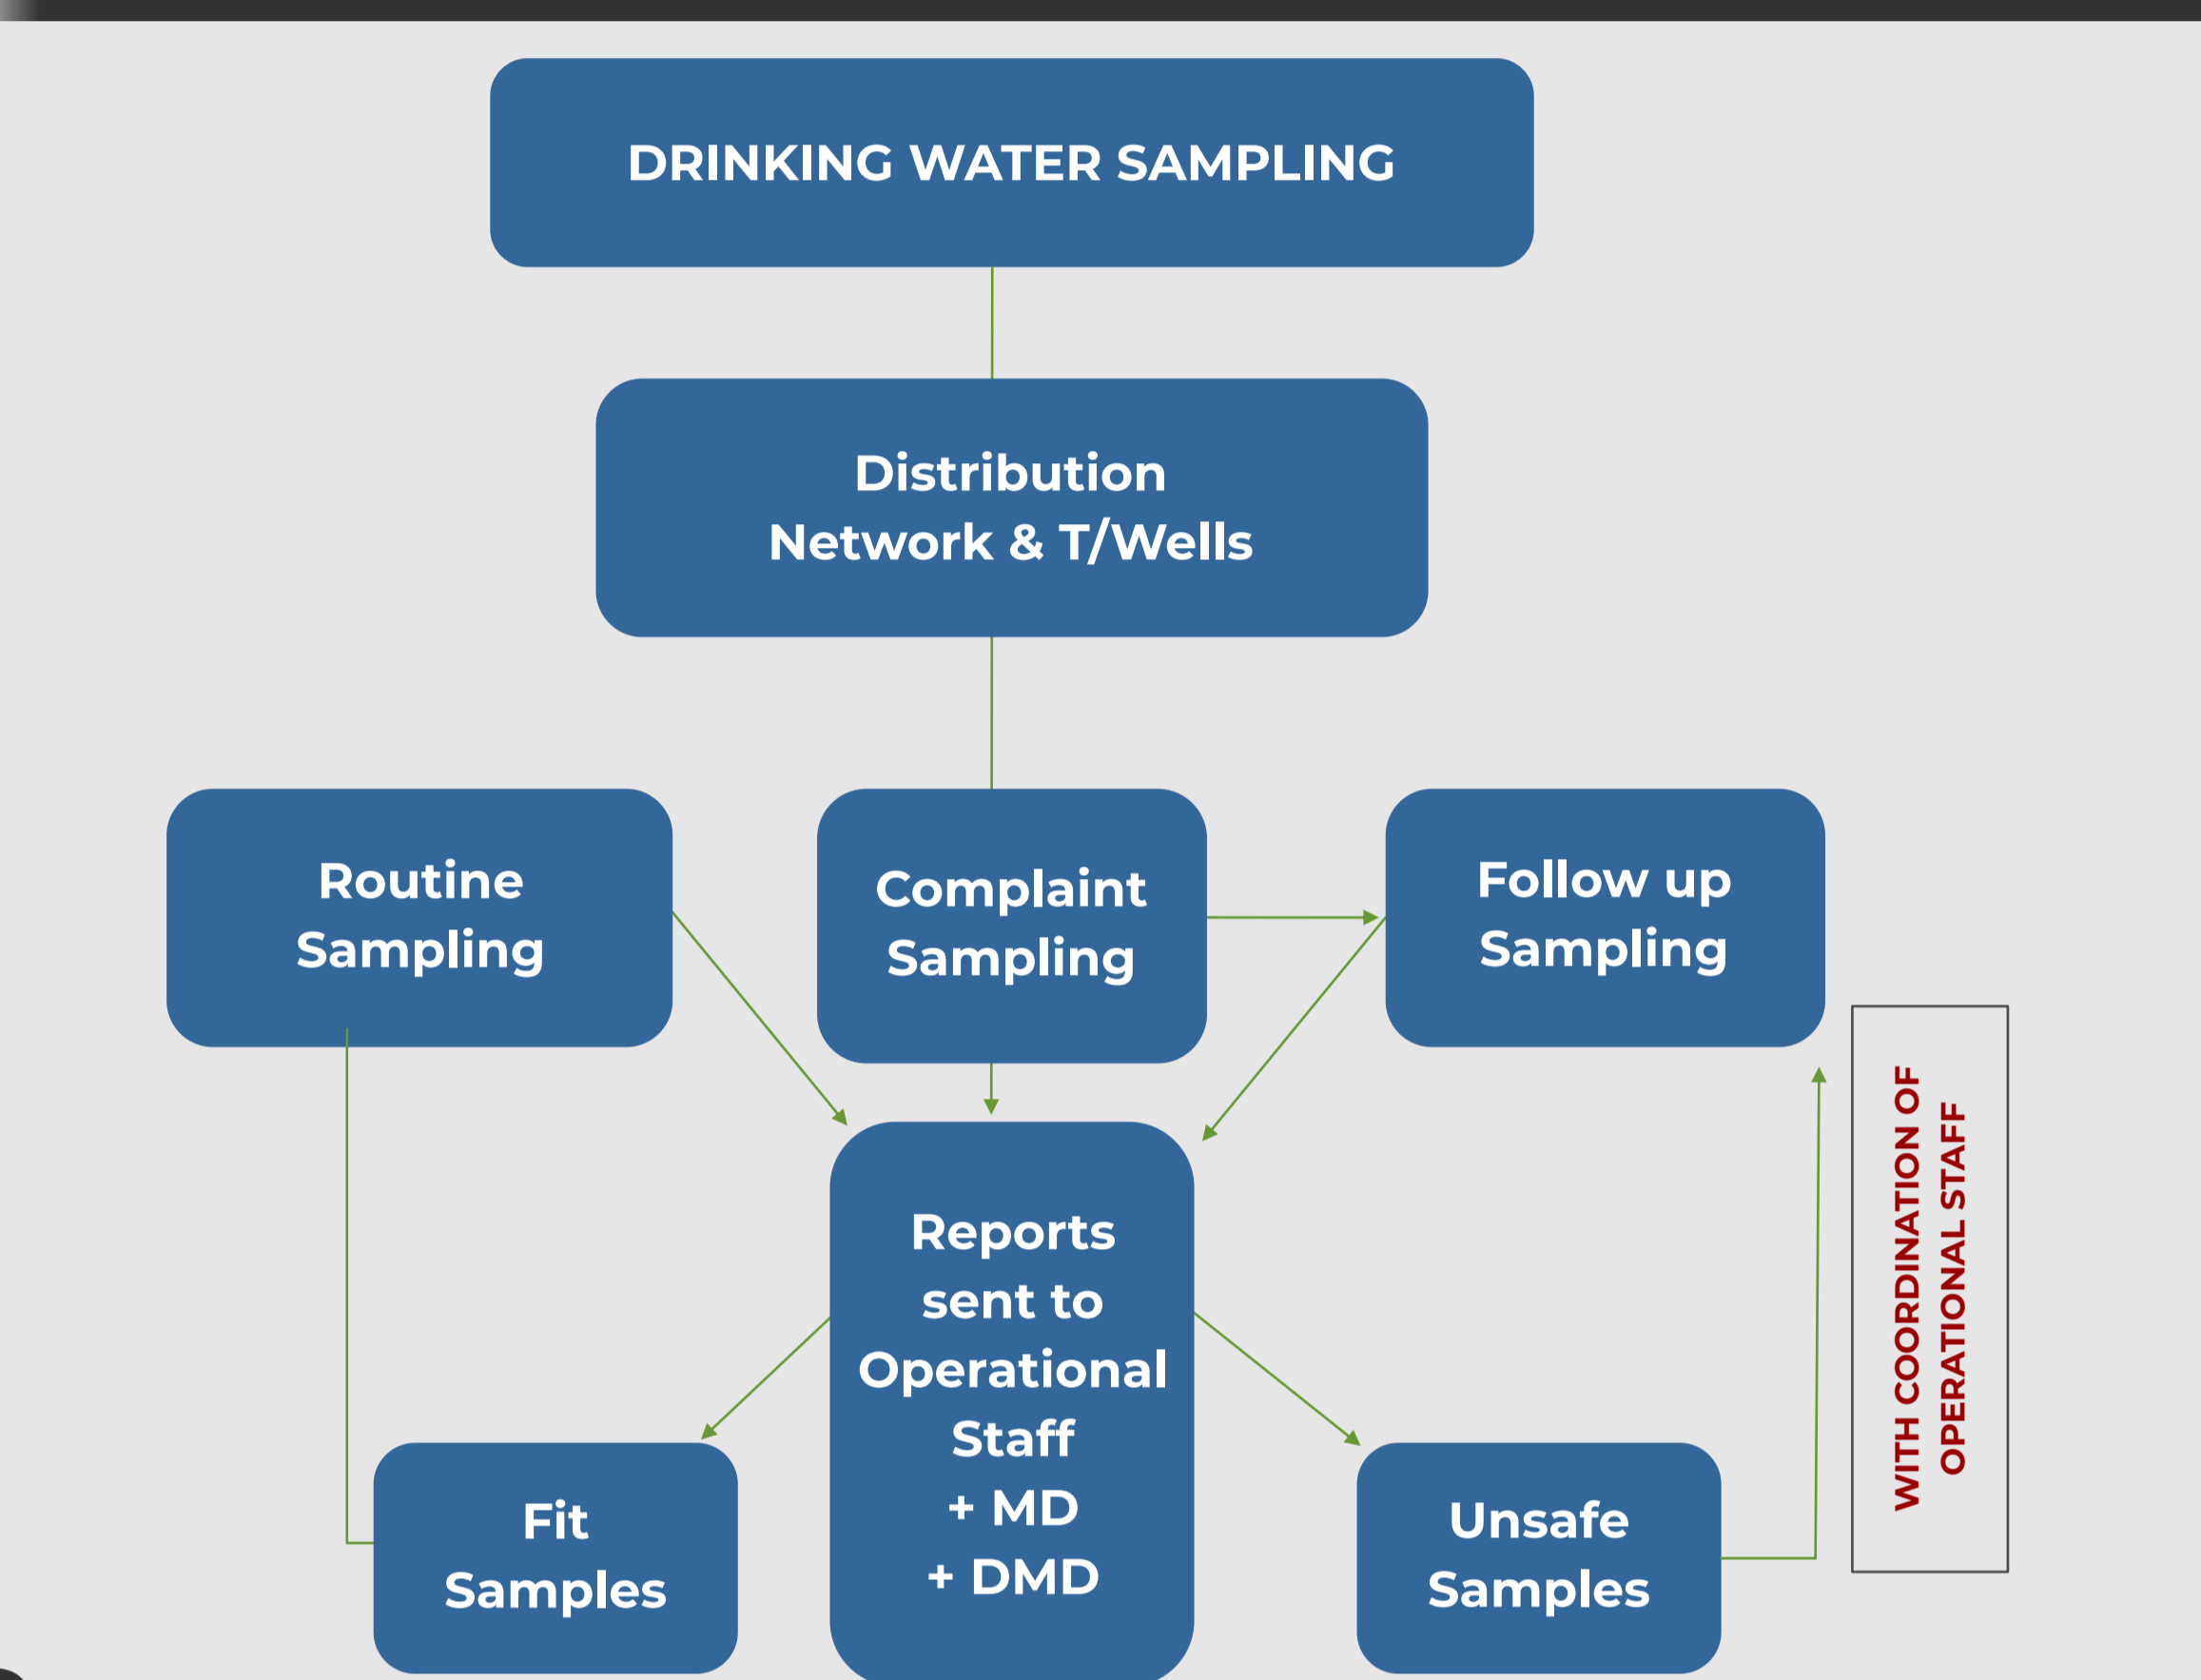 DRINKING WATER SAMPLING
Distribution
Network & T/Wells
Routine
Sampling
Complaint
Sampling
Follow up
Sampling
Reports
sent to
Operational
Staff
+ MD
+ DMD
Fit
Samples
Unsafe
Samples
WITH COORDINATION OF
OPERATIONAL STAFF